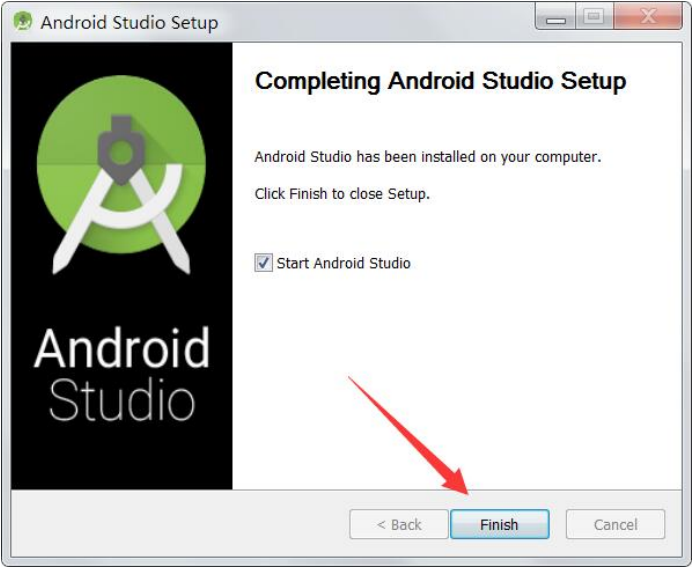 Android Studio Setup
Completing Android Studio Setup
Android Studio has been installed on your computer.
Click Finish to close Setup.
Start Android Studio
Android
Studio
< Back
Finish
Cancel